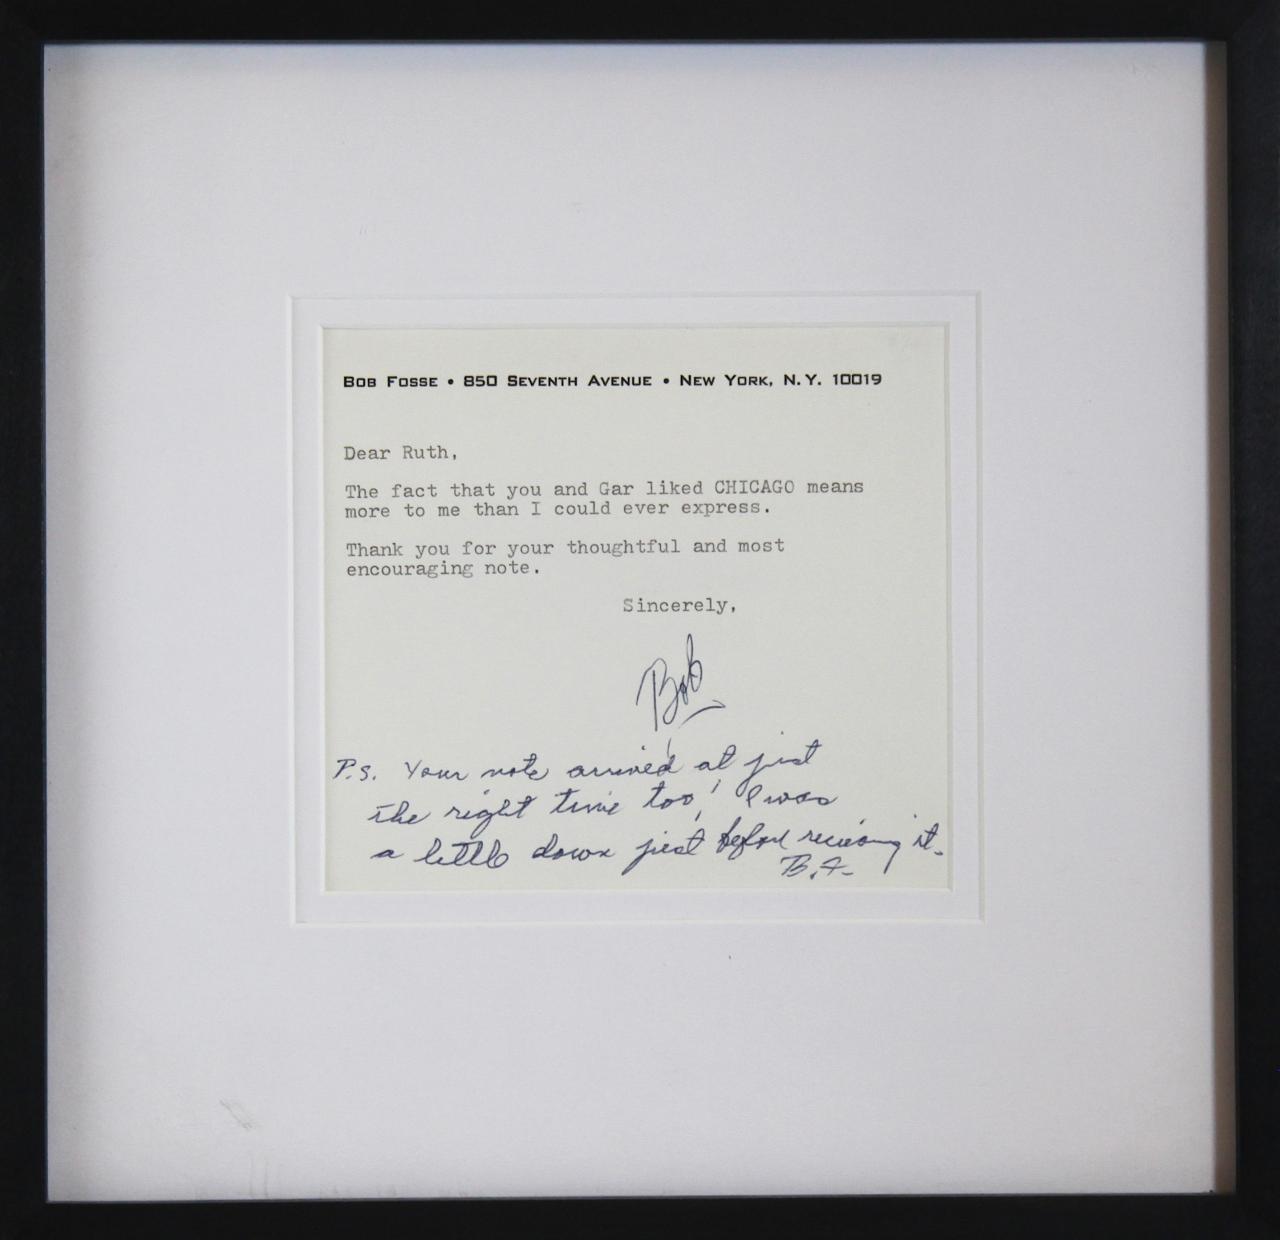 BOB FOSSE • 850 SEVENTH AVENUE • NEW YORK, N.Y. 10019
Dear Ruth,
The fact that you and Gar liked CHICAGO means
more to me than I could ever express.
Thank you for your thoughtful and most
encouraging note.
Sincerely,
Bob
P.S. Your note arrived at just
the right time too! I was
a little down just before recieving it.
B.F.